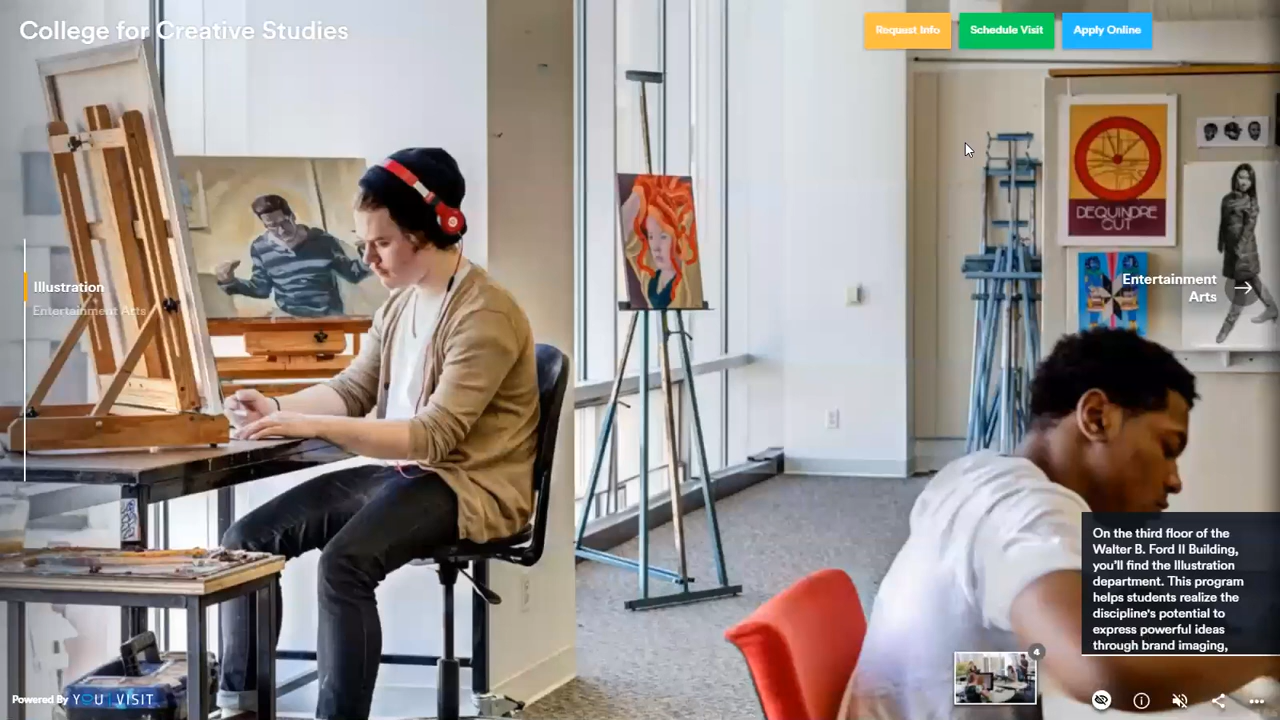 College for Creative Studies
Request Info
Schedule Visit
Apply Online
DEQUINDRE
CUT
Illustration
Entertainment Arts
Entertainment
Arts
On the third floor of the
Walter B. Ford II Building,
you'll find the Illustration
department. This program
helps students realize the
discipline's potential to
express powerful ideas
through brand imaging,
4
Powered By YOU VISIT